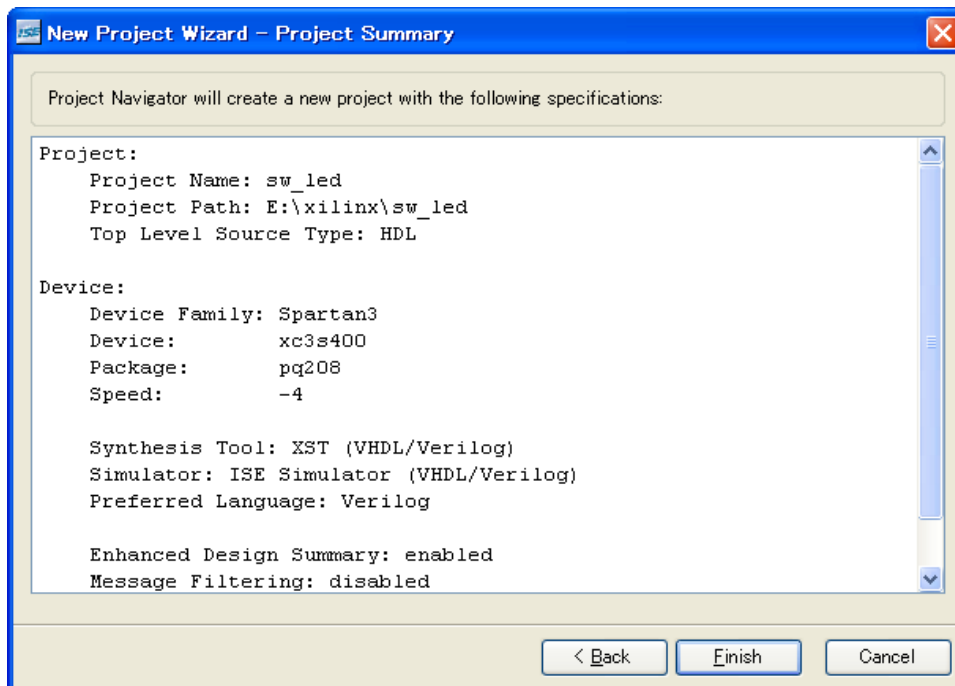 ISE New Project Wizard - Project Summary
Project Navigator will create a new project with the following specifications:
Project:
Project Name: sw_led
Project Path: E:\xilinx\sw_led
Top Level Source Type: HDL
Device:
Device Family: Spartan3
Device: xc3s400
Package: pq208
Speed: -4
Synthesis Tool: XST (VHDL/Verilog)
Simulator: ISE Simulator (VHDL/Verilog)
Preferred Language: Verilog
Enhanced Design Summary: enabled
Message Filtering: disabled
< Back Finish Cancel